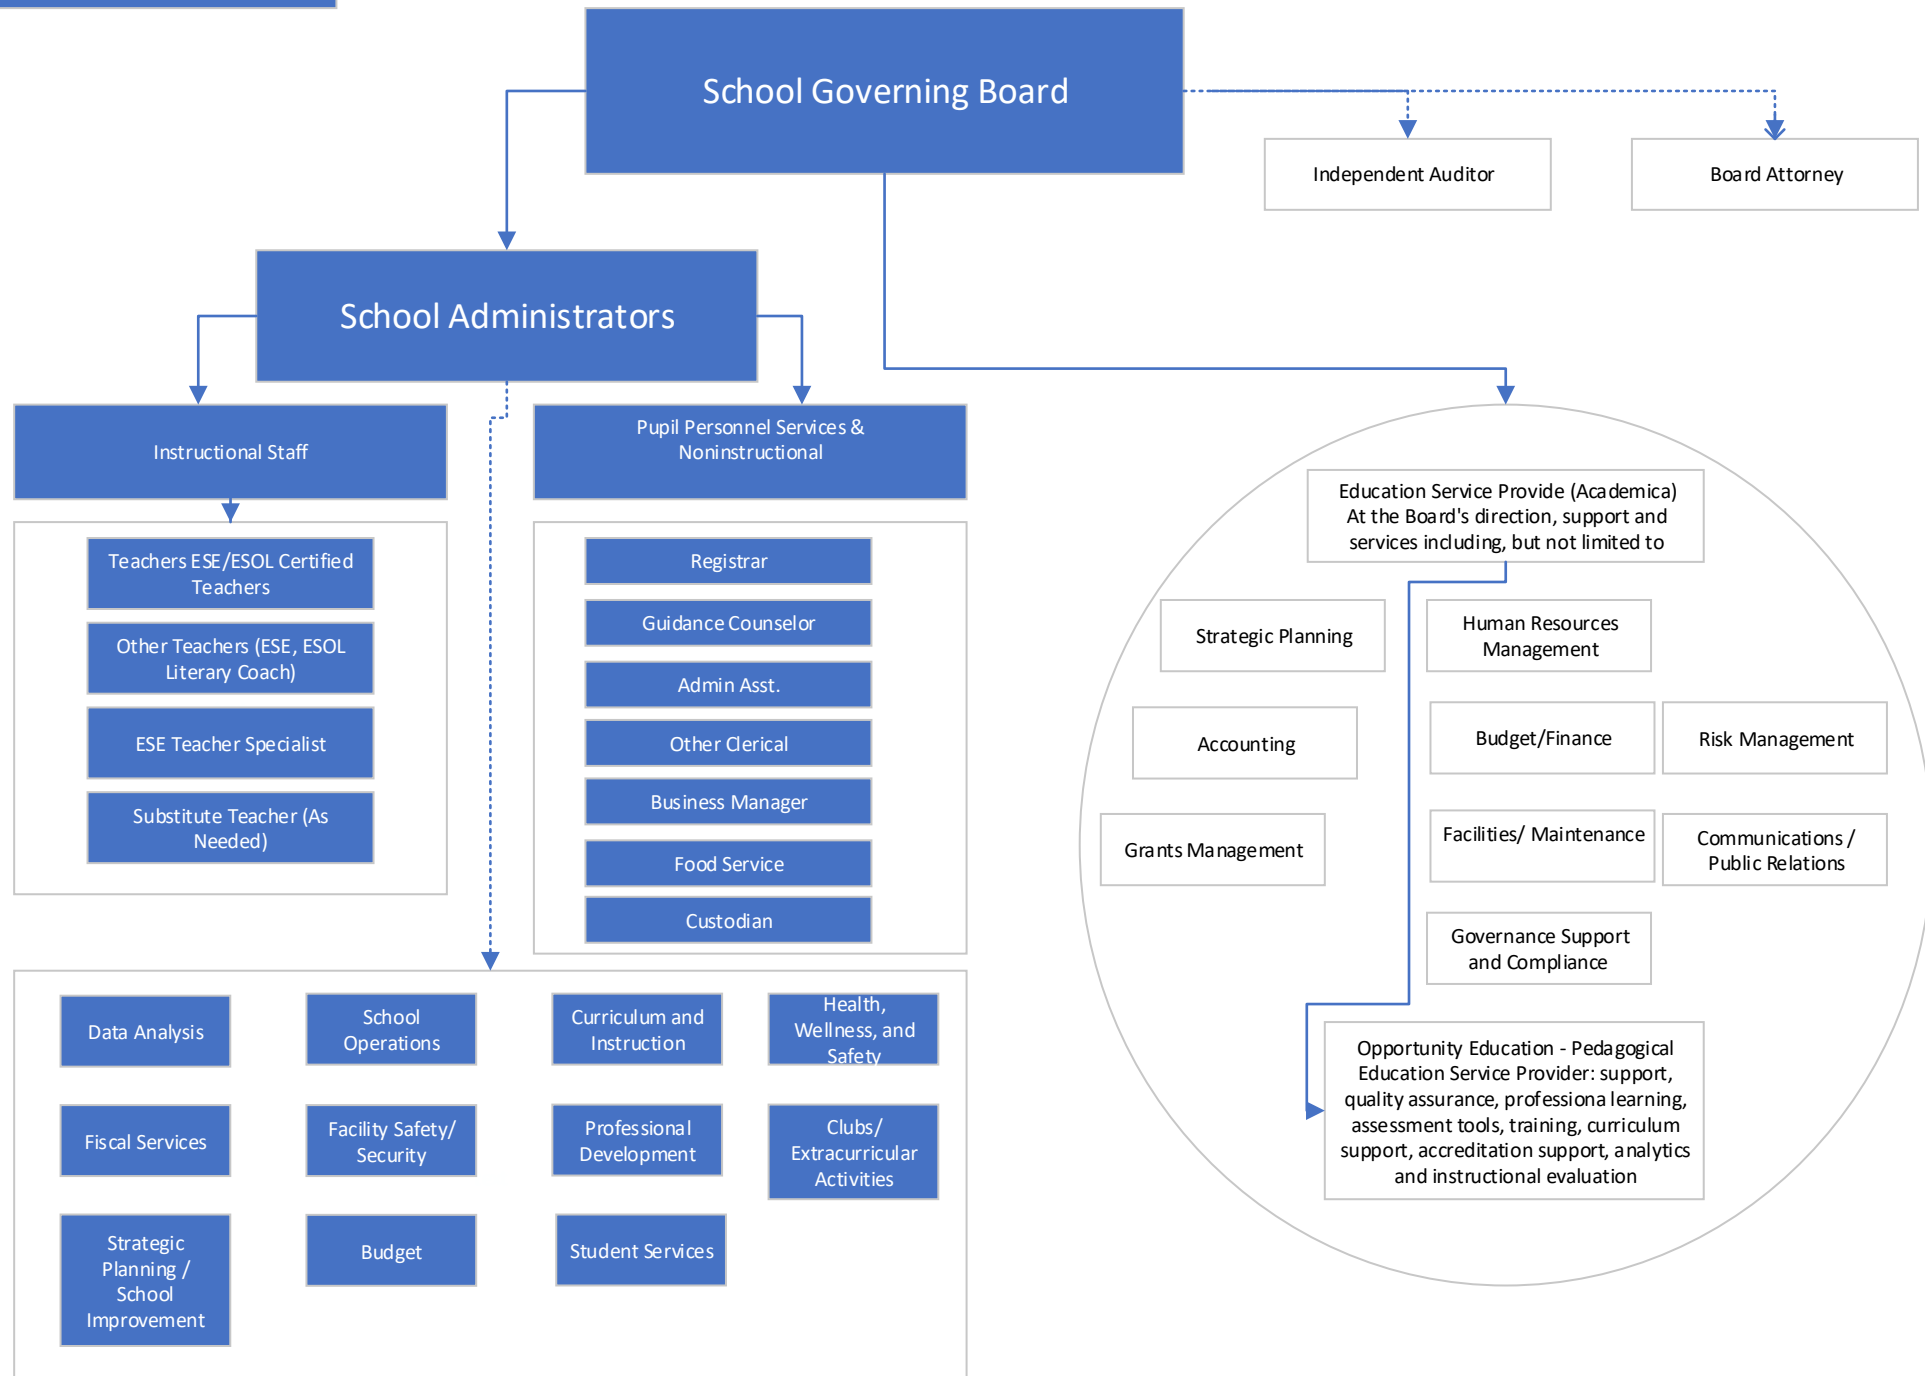 School Governing Board
Independent Auditor
Board Attorney
School Administrators
Instructional Staff
Pupil Personnel Services &
Noninstructional
Teachers ESE/ESOL Certified
Teachers
Other Teachers (ESE, ESOL
Literary Coach)
ESE Teacher Specialist
Substitute Teacher (As
Needed)
Registrar
Guidance Counselor
Admin Asst.
Other Clerical
Business Manager
Food Service
Custodian
Education Service Provide (Academica)
At the Board's direction, support and
services including, but not limited to
Strategic Planning
Human Resources
Management
Accounting
Budget/Finance
Risk Management
Grants Management
Facilities/ Maintenance
Communications /
Public Relations
Governance Support
and Compliance
Opportunity Education - Pedagogical
Education Service Provider: support,
quality assurance, professiona learning,
assessment tools, training, curriculum
support, accreditation support, analytics
and instructional evaluation
Data Analysis
School
Operations
Curriculum and
Instruction
Health,
Wellness, and
Safety
Fiscal Services
Facility Safety/
Security
Professional
Development
Clubs/
Extracurricular
Activities
Strategic
Planning /
School
Improvement
Budget
Student Services